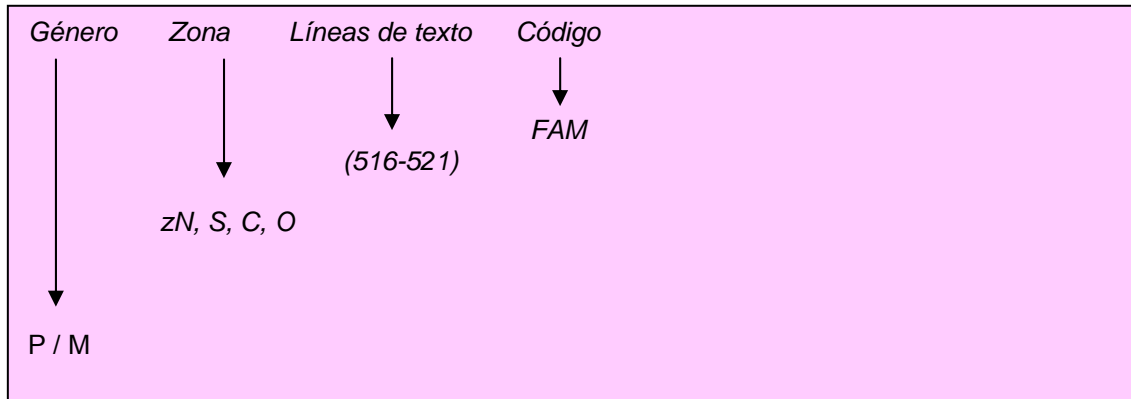 Género Zona Líneas de texto Código
FAM
(516-521)
zN, S, C, O
P / M